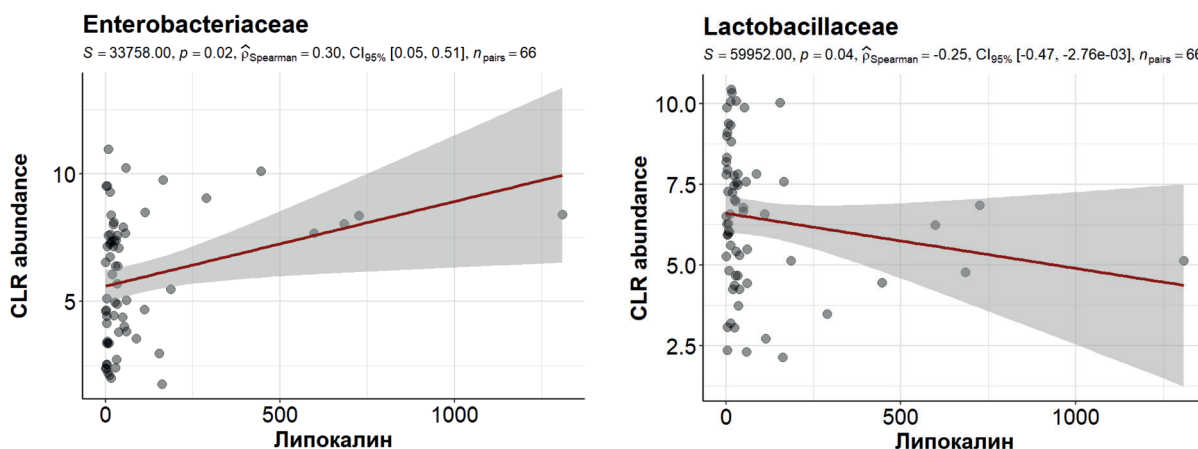 Enterobacteriaceae
S = 33758.00, p = 0.02, ρ̂Spearman = 0.30, CI95% [0.05, 0.51], npairs = 66
10
5
CLR abundance
0 500 1000
Липокалин
Lactobacillaceae
S = 59952.00, p = 0.04, ρ̂Spearman = -0.25, CI95% [-0.47, -2.76e-03], npairs = 66
10.0
7.5
5.0
2.5
CLR abundance
0 500 1000
Липокалин